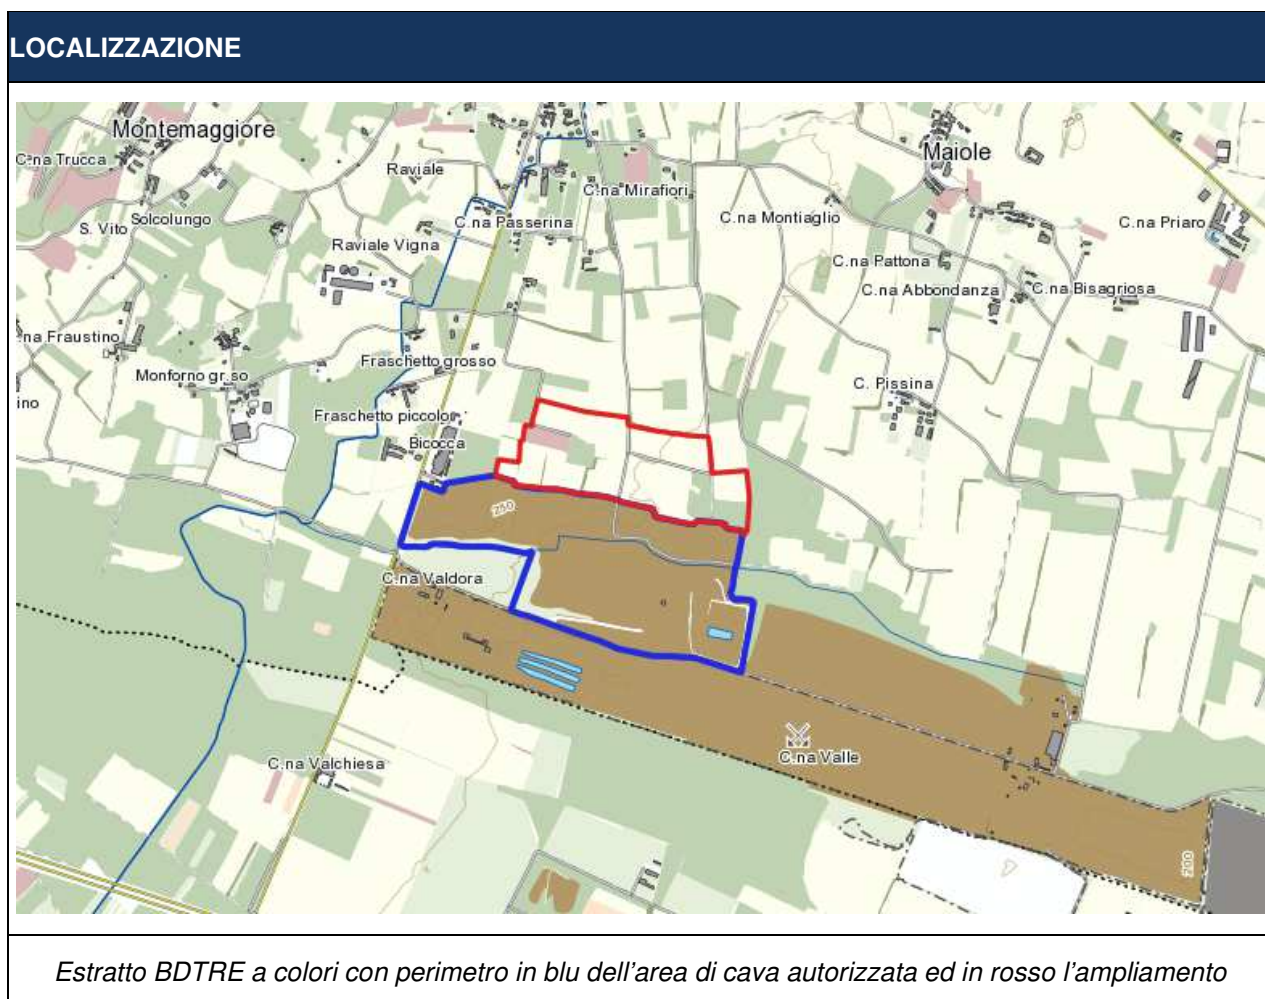 LOCALIZZAZIONE
Montemaggiore
C.na Trucca
Raviale
Maiole
250
C.na Mirafiori
S. Vito
Solcolungo
C.na Passerina
C.na Montiaglio
C.na Priaro
Raviale Vigna
C.na Pattona
C.na Abbondanza
C.na Bisagriosa
.na Fraustino
Fraschetto grosso
Monforno gr.so
C. Pissina
ino
Fraschetto piccolo
Bicocca
250
C.na Valdora
C.na Valle
C.na Valchiesa
200
Estratto BDTRE a colori con perimetro in blu dell’area di cava autorizzata ed in rosso l’ampliamento